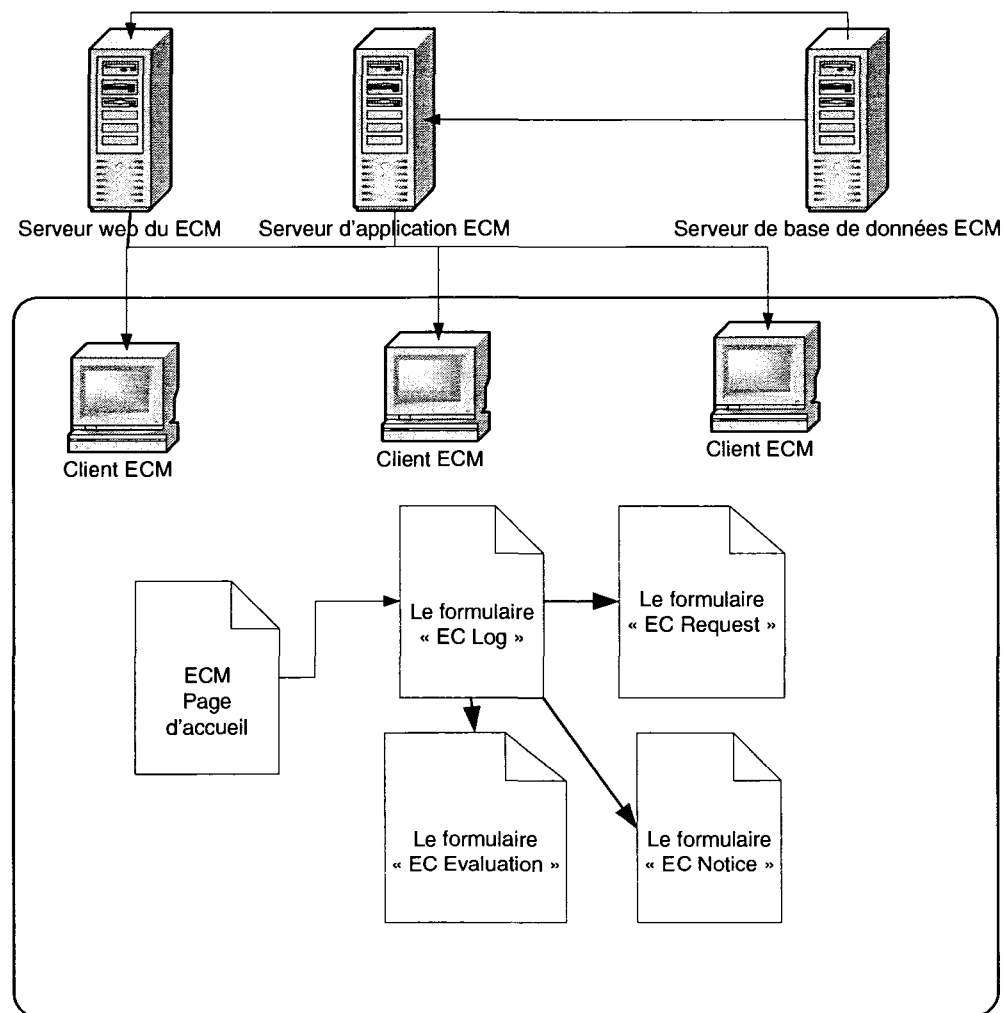 Serveur web du ECM
Serveur d'application ECM
Serveur de base de données ECM
Client ECM
Client ECM
Client ECM
ECM
Page
d'accueil
Le formulaire
« EC Log »
Le formulaire
« EC Request »
Le formulaire
« EC Evaluation »
Le formulaire
« EC Notice »